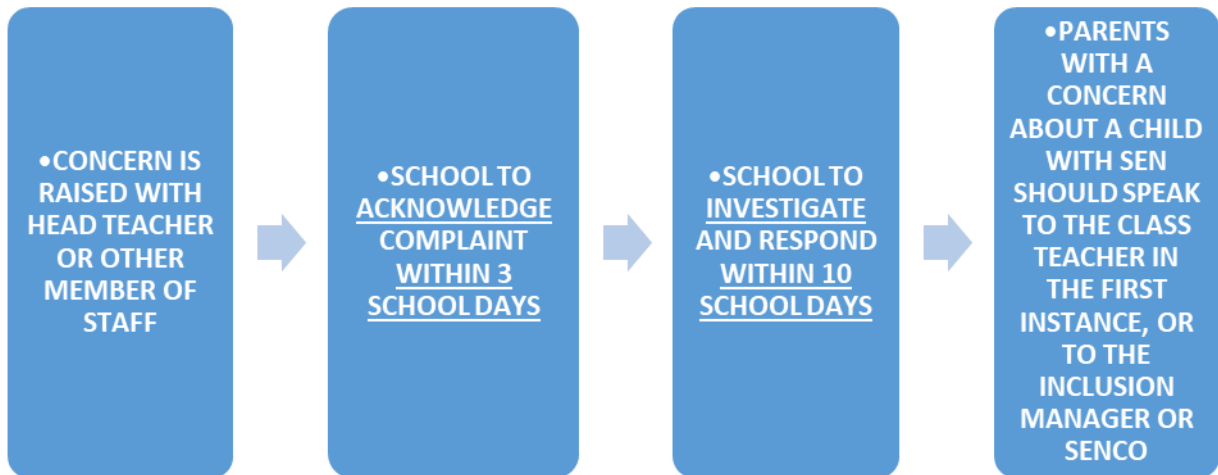 •CONCERN IS
RAISED WITH
HEAD TEACHER
OR OTHER
MEMBER OF
STAFF
•SCHOOL TO
ACKNOWLEDGE
COMPLAINT
WITHIN 3
SCHOOL DAYS
•SCHOOL TO
INVESTIGATE
AND RESPOND
WITHIN 10
SCHOOL DAYS
•PARENTS
WITH A
CONCERN
ABOUT A CHILD
WITH SEN
SHOULD SPEAK
TO THE CLASS
TEACHER IN
THE FIRST
INSTANCE, OR
TO THE
INCLUSION
MANAGER OR
SENCO